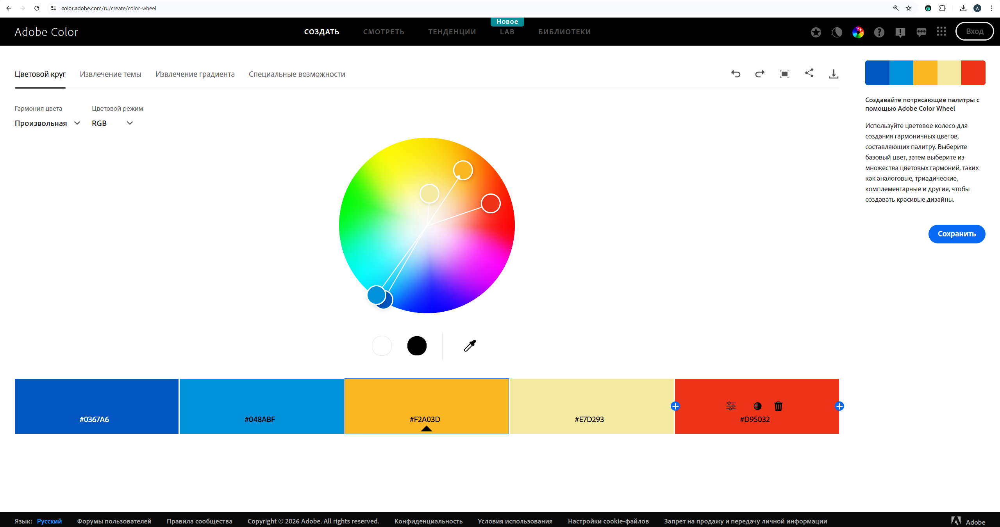 color.adobe.com/ru/create/color-wheel
A
Adobe Color
СОЗДАТЬ
СМОТРЕТЬ
ТЕНДЕНЦИИ
Новое
LAB
БИБЛИОТЕКИ
Вход
Цветовой круг
Извлечение темы
Извлечение градиента
Специальные возможности
Гармония цвета
Цветовой режим
Произвольная
RGB
Создавайте потрясающие палитры с
помощью Adobe Color Wheel
Используйте цветовое колесо для
создания гармоничных цветов,
составляющих палитру. Выберите
базовый цвет, затем выберите из
множества цветовых гармоний, таких
как аналоговые, триадические,
комплементарные и другие, чтобы
создавать красивые дизайны.
Сохранить
#0367A6
#048ABF
#F2A03D
#E7D293
#D95032
Язык: Русский
Форумы пользователей
Правила сообщества
Copyright © 2026 Adobe. All rights reserved.
Конфиденциальность
Условия использования
Настройки cookie-файлов
Запрет на продажу и передачу личной информации
Adobe